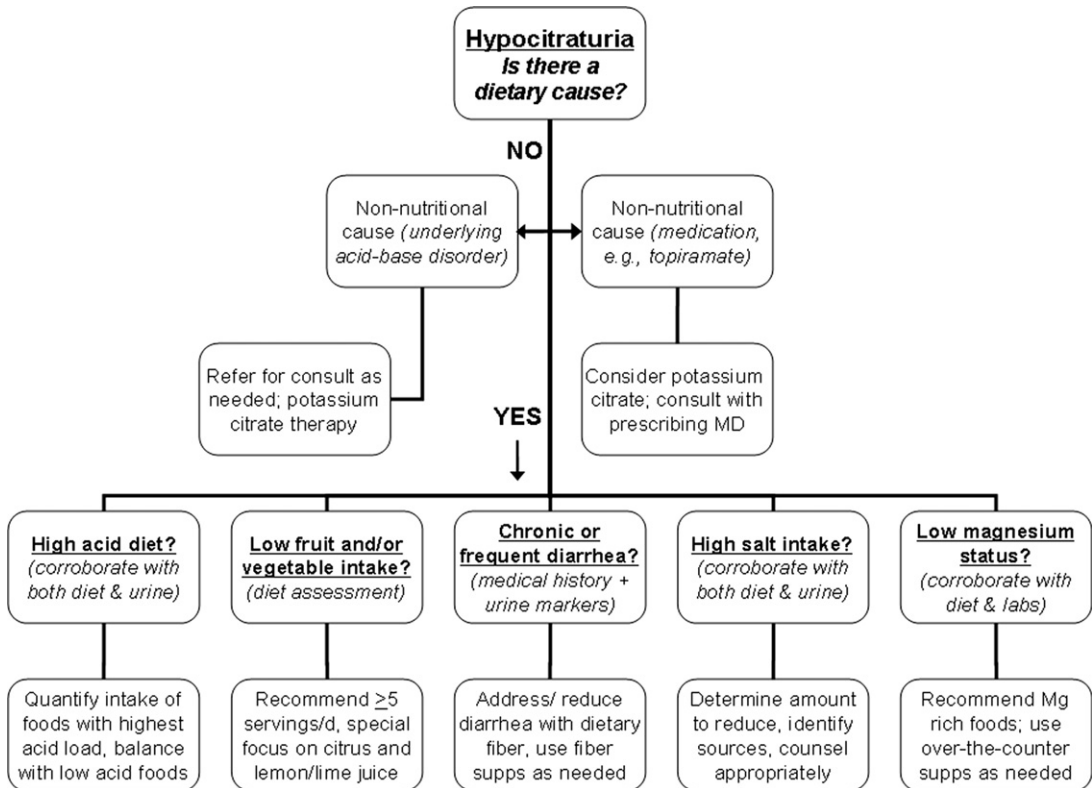 Hypocitraturia
Is there a
dietary cause?
NO
Non-nutritional
cause (underlying
acid-base disorder)
Non-nutritional
cause (medication,
e.g., topiramate)
Refer for consult as
needed; potassium
citrate therapy
Consider potassium
citrate; consult with
prescribing MD
YES
High acid diet?
(corroborate with
both diet & urine)
Low fruit and/or
vegetable intake?
(diet assessment)
Chronic or
frequent diarrhea?
(medical history +
urine markers)
High salt intake?
(corroborate with
both diet & urine)
Low magnesium
status?
(corroborate with
diet & labs)
Quantify intake of
foods with highest
acid load, balance
with low acid foods
Recommend ≥5
servings/d, special
focus on citrus and
lemon/lime juice
Address/ reduce
diarrhea with dietary
fiber, use fiber
supps as needed
Determine amount
to reduce, identify
sources, counsel
appropriately
Recommend Mg
rich foods; use
over-the-counter
supps as needed